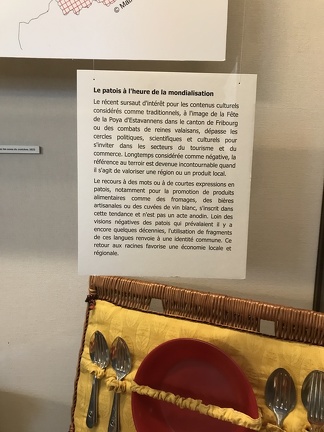 © Mab
Le patois à l'heure de la mondialisation
Le récent sursaut d'intérêt pour les contenus culturels
considérés comme traditionnels, à l'image de la Fête
de la Poya d'Estavannens dans le canton de Fribourg
ou des combats de reines valaisans, dépasse les
cercles politiques, scientifiques et culturels pour
s'inviter dans les secteurs du tourisme et du
commerce. Longtemps considérée comme négative, la
référence au terroir est devenue incontournable quand
il s'agit de valoriser une région ou un produit local.
Le recours à des mots ou à de courtes expressions en
patois, notamment pour la promotion de produits
alimentaires comme des fromages, des bières
artisanales ou des cuvées de vin blanc, s'inscrit dans
cette tendance et n'est pas un acte anodin. Loin des
visions négatives des patois qui prévalaient il y a
encore quelques décennies, l'utilisation de fragments
de ces langues renvoie à une identité commune. Ce
retour aux racines favorise une économie locale et
régionale.